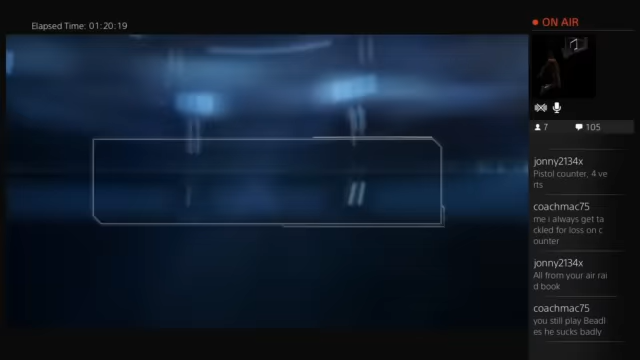 Elapsed Time: 01:20:19
ON AIR
7
105
jonny2134x
Pistol counter, 4 ve
rts
coachmac75
me i always get ta
ckled for loss on c
ounter
jonny2134x
All from your air rai
d book
coachmac75
you still play Beadl
es he sucks badly